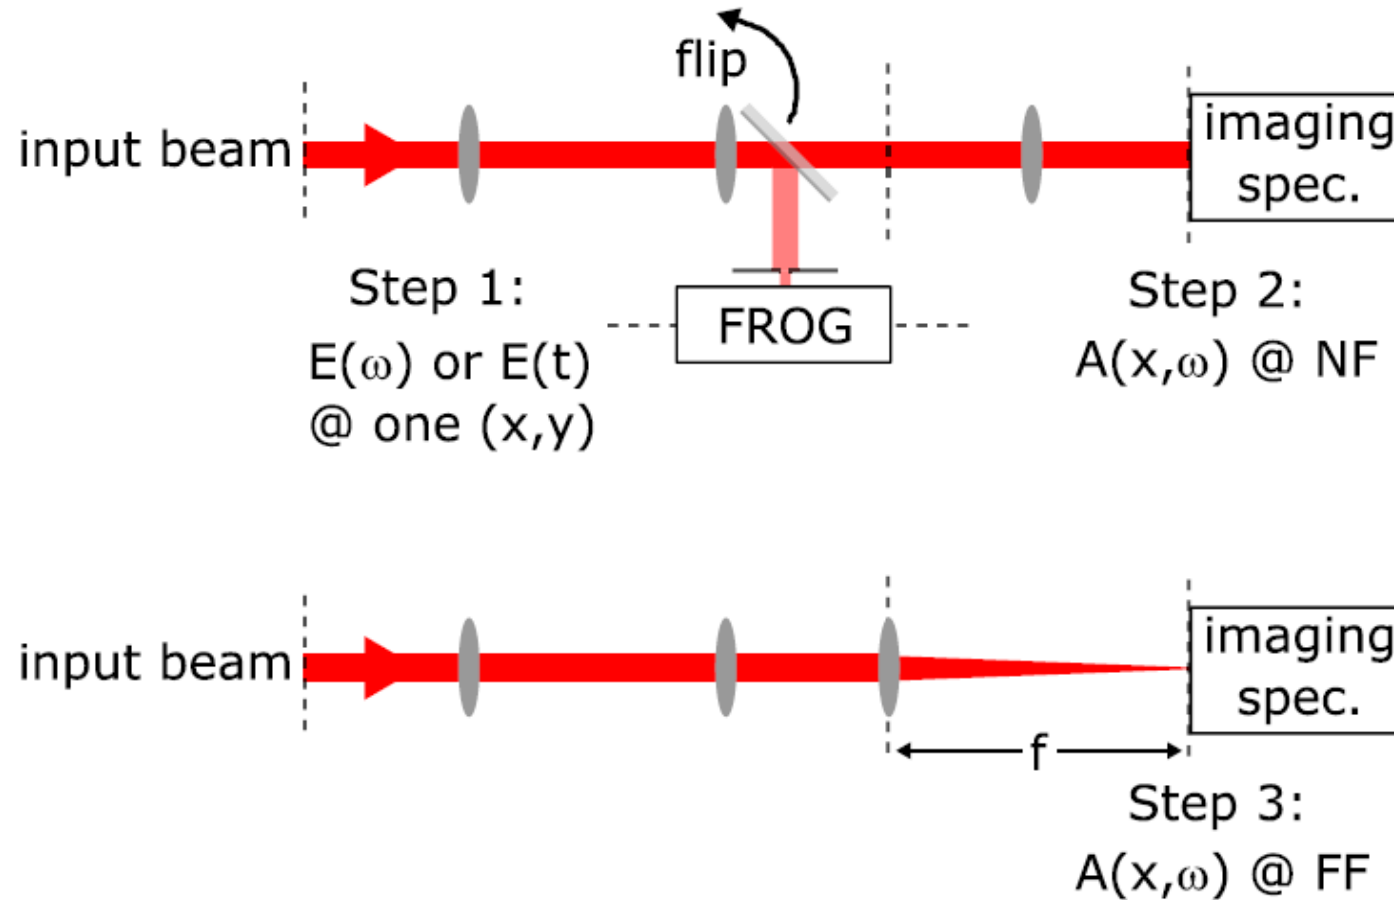 flip
input beam
imaging
spec.
Step 1:
E(ω) or E(t)
@ one (x,y)
FROG
Step 2:
A(x,ω) @ NF
input beam
imaging
spec.
f
Step 3:
A(x,ω) @ FF